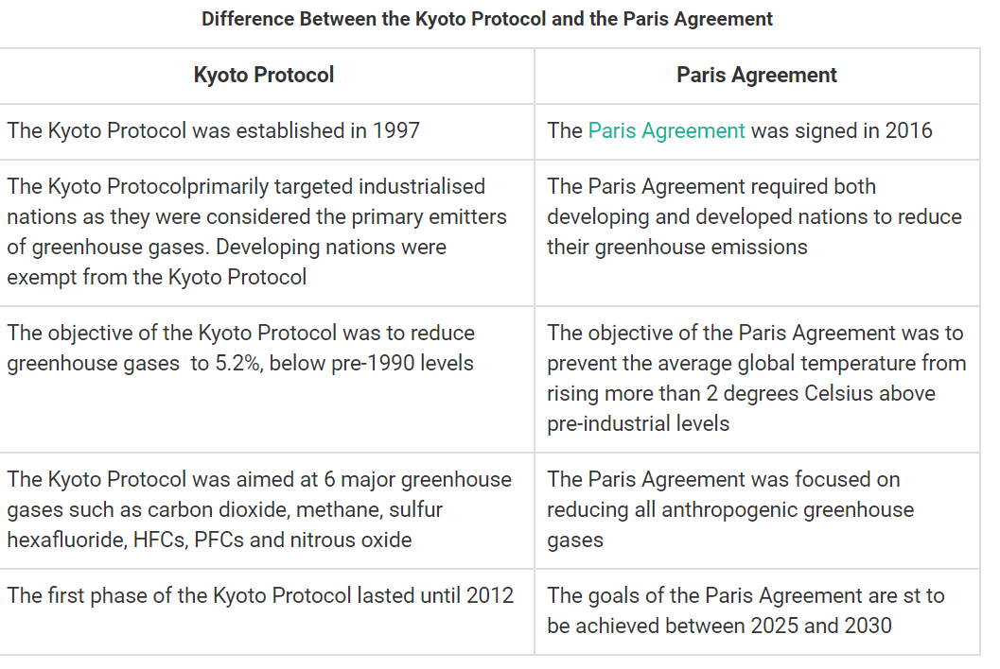 Difference Between the Kyoto Protocol and the Paris Agreement
Kyoto Protocol
Paris Agreement
The Kyoto Protocol was established in 1997
The Paris Agreement was signed in 2016
The Kyoto Protocolprimarily targeted industrialised
nations as they were considered the primary emitters
of greenhouse gases. Developing nations were
exempt from the Kyoto Protocol
The Paris Agreement required both
developing and developed nations to reduce
their greenhouse emissions
The objective of the Kyoto Protocol was to reduce
greenhouse gases  to 5.2%, below pre-1990 levels
The objective of the Paris Agreement was to
prevent the average global temperature from
rising more than 2 degrees Celsius above
pre-industrial levels
The Kyoto Protocol was aimed at 6 major greenhouse
gases such as carbon dioxide, methane, sulfur
hexafluoride, HFCs, PFCs and nitrous oxide
The Paris Agreement was focused on
reducing all anthropogenic greenhouse
gases
The first phase of the Kyoto Protocol lasted until 2012
The goals of the Paris Agreement are st to
be achieved between 2025 and 2030